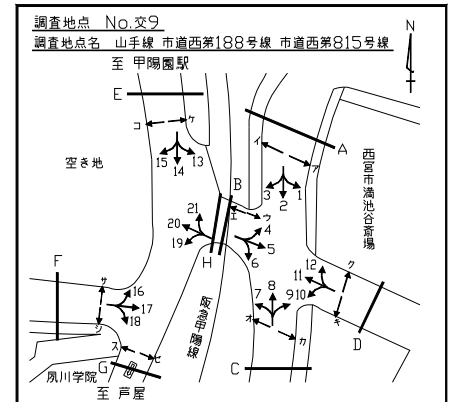 調査地点 No.交9
調査地点名 山手線 市道西第188号線 市道西第815号線
至 甲陽園駅
N
E
コ ケ
A
イ ア
15 14 13
空き地
3 2 1
西宮市満池谷斎場
B
エ ウ
21
20
19
4
5
6
H
12
11
10
ク
キ
F
サ
シ
16
17
18
阪急甲陽線
7 8 9
オ カ
D
ス セ
G
C
夙川学院
至 芦屋